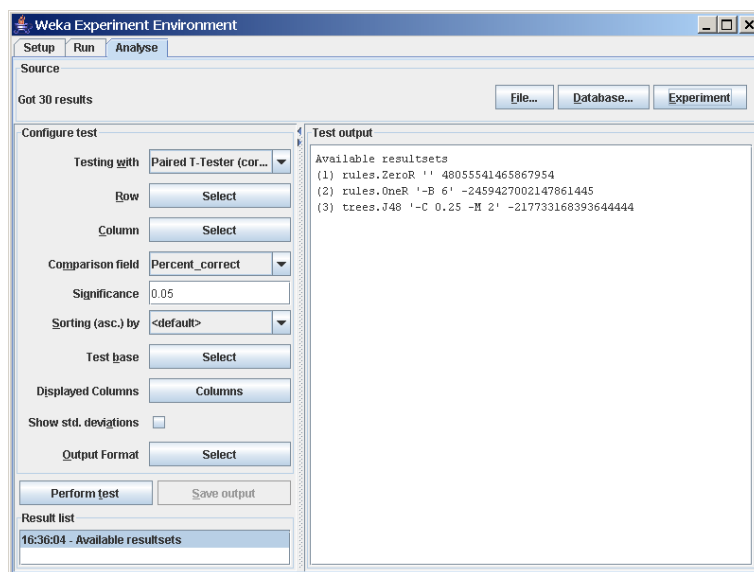 Weka Experiment Environment
Setup Run Analyse
Source
Got 30 results
File... Database... Experiment
Configure test
Testing with Paired T-Tester (cor...
Row Select
Column Select
Comparison field Percent_correct
Significance 0.05
Sorting (asc.) by <default>
Test base Select
Displayed Columns Columns
Show std. deviations
Output Format Select
Perform test Save output
Result list
16:36:04 - Available resultsets
Test output
Available resultsets
(1) rules.ZeroR '' 48055541465867954
(2) rules.OneR '-B 6' -2459427002147861445
(3) trees.J48 '-C 0.25 -M 2' -217733168393644444